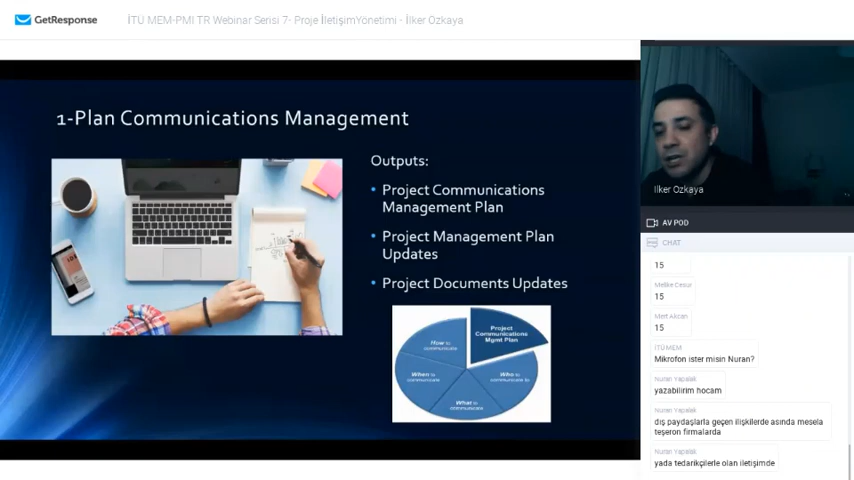 GetResponse
İTÜ MEM-PMI TR Webinar Serisi 7- Proje İletişimYönetimi - İlker Ozkaya
1-Plan Communications Management
Outputs:
• Project Communications
Management Plan
• Project Management Plan
Updates
• Project Documents Updates
Project
Communications
Mgmt Plan
How to
communicate
When to
communicate
Who to
communicate to
What to
communicate
Ilker Ozkaya
AV POD
CHAT
15
Melike Cesur
15
Mert Akcan
15
İTÜ MEM
Mikrofon ister misin Nuran?
Nuran Yapalak
yazabilirim hocam
Nuran Yapalak
dış paydaşlarla geçen ilişkilerde asında mesela
teşeron firmalarda
Nuran Yapalak
yada tedarikçilerle olan iletişimde